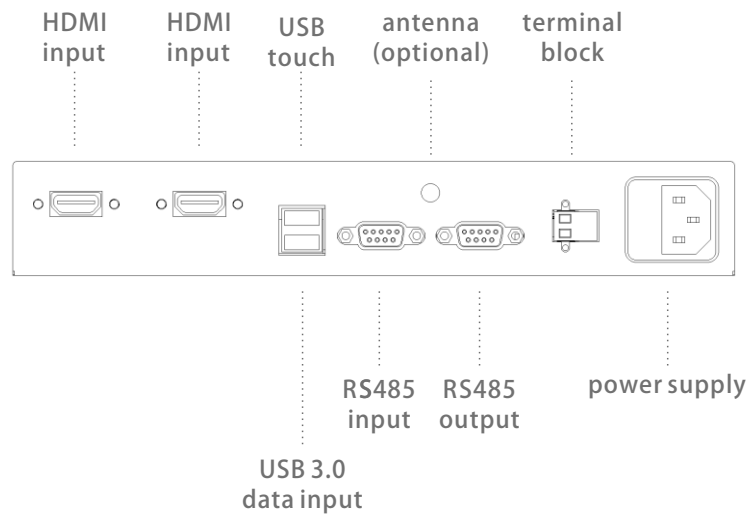 HDMI
input
HDMI
input
USB
touch
antenna
(optional)
terminal
block
RS485
input
RS485
output
power supply
USB 3.0
data input